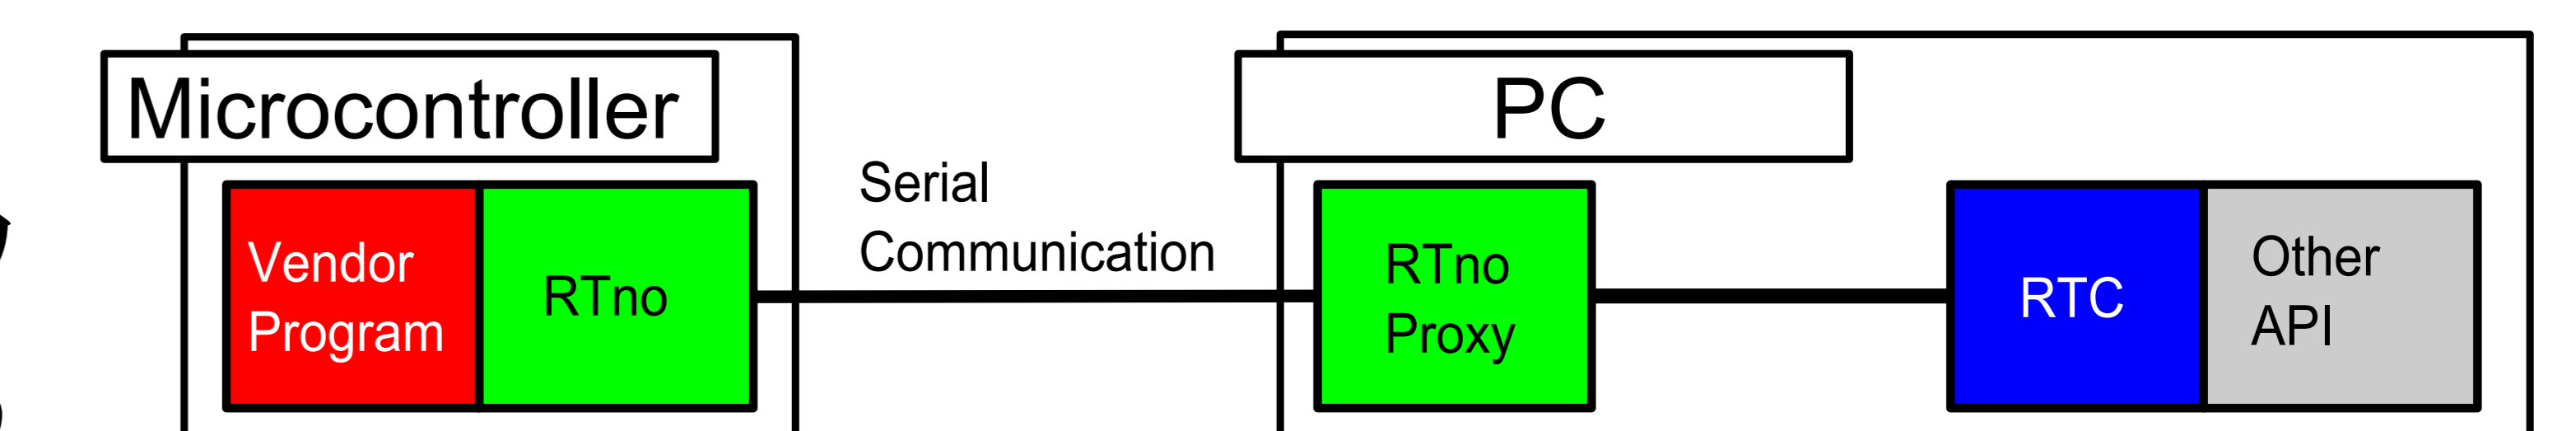 Microcontroller
PC
Serial
Communication
Vendor
Program
RTno
RTno
Proxy
RTC
Other
API